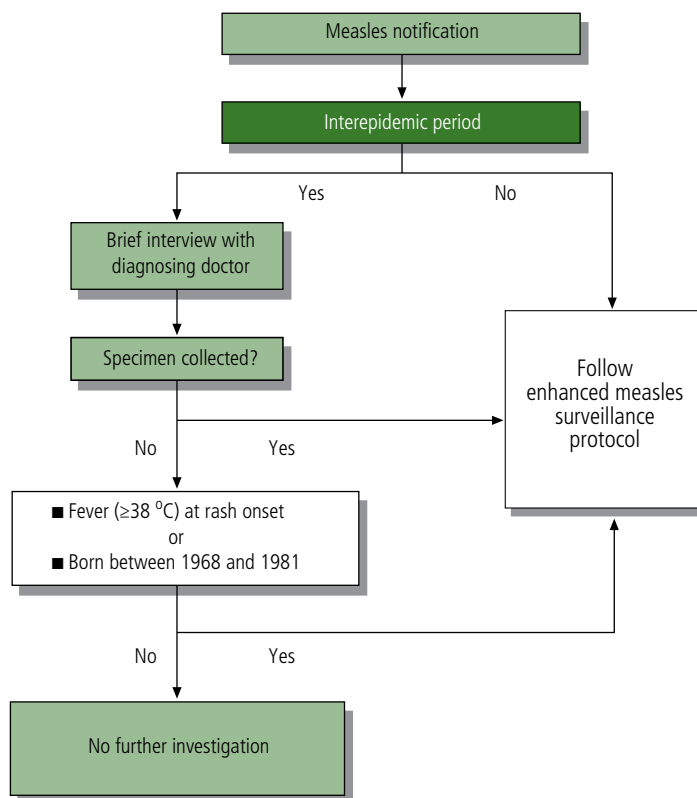 Measles notification
Interepidemic period
Yes
No
Brief interview with
diagnosing doctor
Specimen collected?
Follow
enhanced measles
surveillance
protocol
No
Yes
■ Fever (≥38 ⁰C) at rash onset
or
■ Born between 1968 and 1981
No
Yes
No further investigation